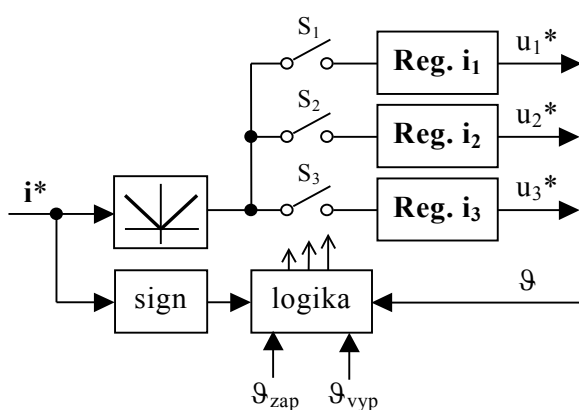 S₁
Reg. i₁
u₁*
S₂
Reg. i₂
u₂*
S₃
i*
Reg. i₃
u₃*
sign
logika
ϑ
ϑzap
ϑvyp